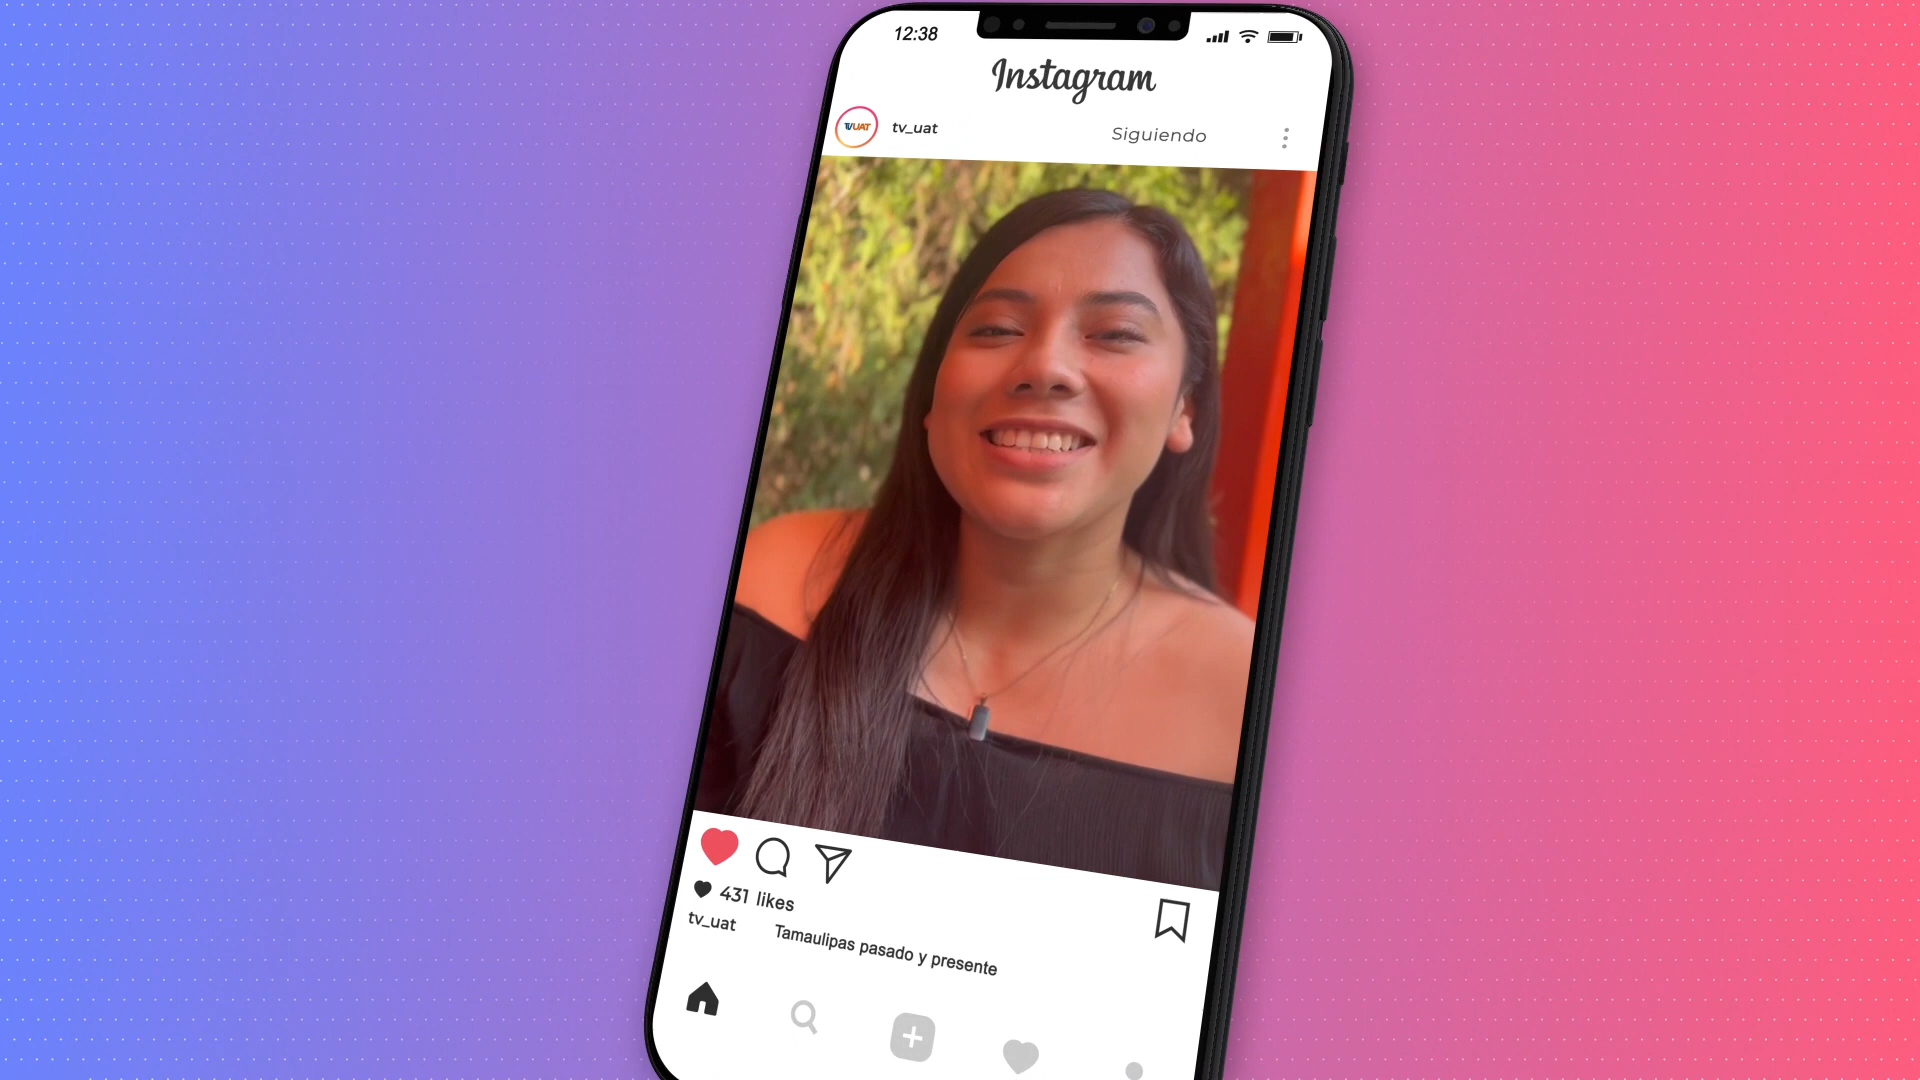 12:38
Instagram
TVUAT
tv_uat
Siguiendo
431 likes
tv_uat
Tamaulipas pasado y presente